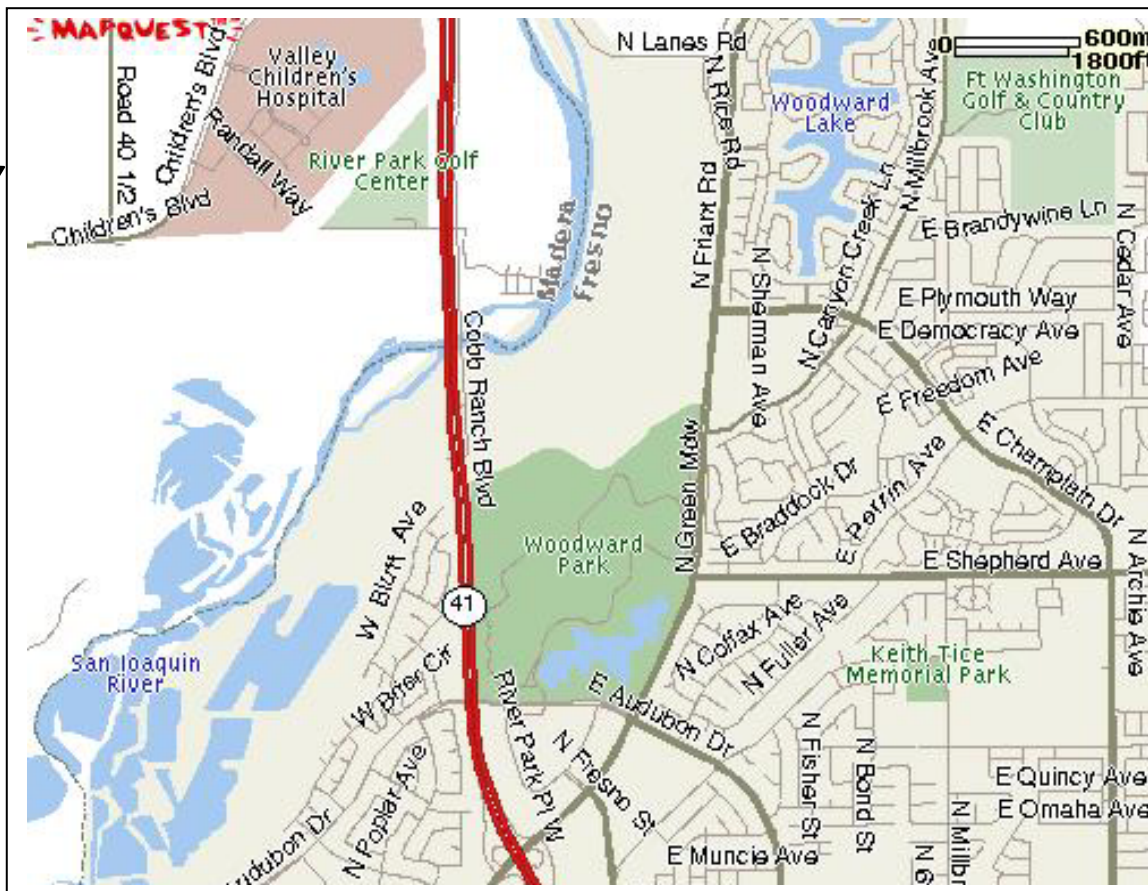 MAPQUEST
N Lanes Rd
0
600m
1800ft
Road 40 1/2
Children's Blvd
Valley
Children's
Hospital
Randall Way
River Park Golf
Center
Children's Blvd
Madera
Fresno
N Rice Rd
N Friant Rd
Woodward
Lake
N Millbrook Ave
Ft Washington
Golf & Country
Club
E Brandywine Ln
N Cedar Ave
N Canyon Creek Ln
N Sherman Ave
E Plymouth Way
E Democracy Ave
E Freedom Ave
E Champlain Dr
Cobb Ranch Blvd
N Green Mdw
E Braddock Dr
E Perrin Ave
E Shepherd Ave
N Archie Ave
W Bluff Ave
Woodward
Park
41
San Joaquin
River
W Brier Cir
River Park Pl W
E Audubon Dr
N Colfax Ave
N Fuller Ave
Keith Tice
Memorial Park
N Fresno St
N Fisher St
N Bond St
E Quincy Ave
E Omaha Ave
N Poplar Ave
udubon Dr
E Muncie Ave
N 6
N Millbr